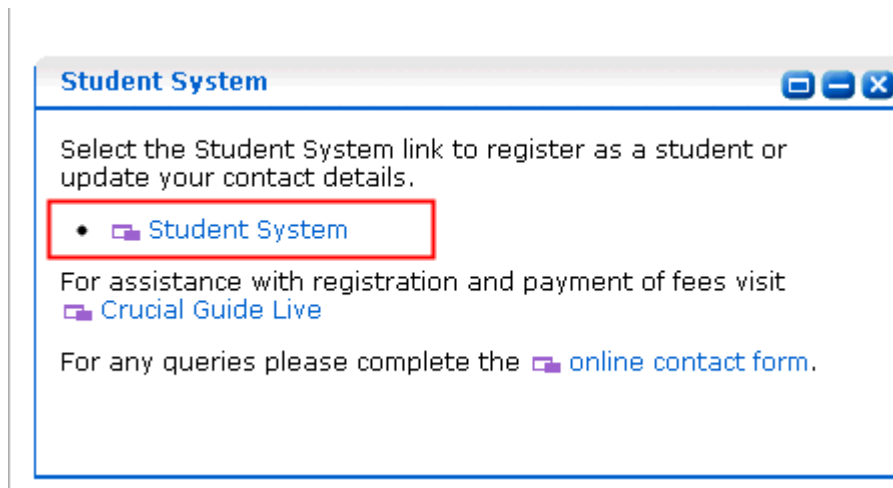 Student System
Select the Student System link to register as a student or
update your contact details.
• Student System
For assistance with registration and payment of fees visit
Crucial Guide Live
For any queries please complete the online contact form.